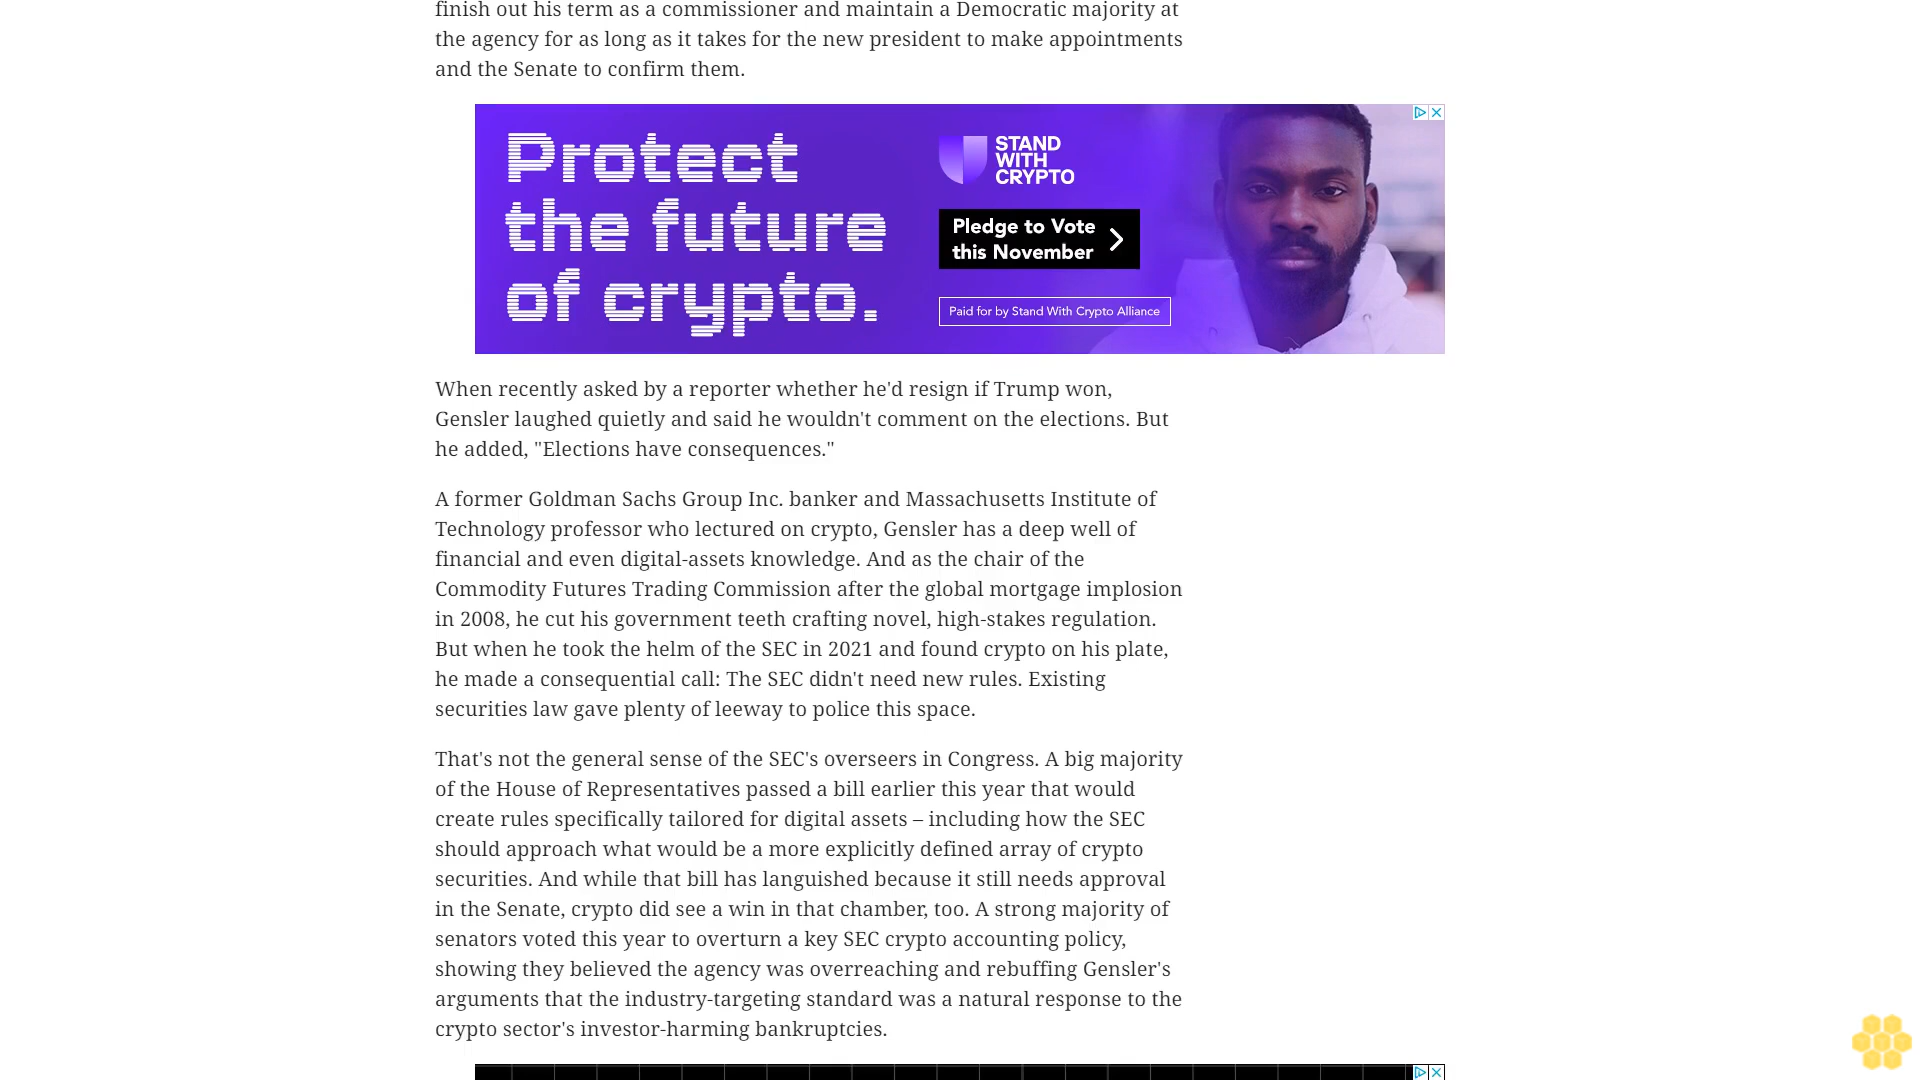 finish out his term as a commissioner and maintain a Democratic majority at
the agency for as long as it takes for the new president to make appointments
and the Senate to confirm them.
Protect
the future
of crypto.
STAND
WITH
CRYPTO
Pledge to Vote
this November
Paid for by Stand With Crypto Alliance
When recently asked by a reporter whether he'd resign if Trump won,
Gensler laughed quietly and said he wouldn't comment on the elections. But
he added, "Elections have consequences."
A former Goldman Sachs Group Inc. banker and Massachusetts Institute of
Technology professor who lectured on crypto, Gensler has a deep well of
financial and even digital-assets knowledge. And as the chair of the
Commodity Futures Trading Commission after the global mortgage implosion
in 2008, he cut his government teeth crafting novel, high-stakes regulation.
But when he took the helm of the SEC in 2021 and found crypto on his plate,
he made a consequential call: The SEC didn't need new rules. Existing
securities law gave plenty of leeway to police this space.
That's not the general sense of the SEC's overseers in Congress. A big majority
of the House of Representatives passed a bill earlier this year that would
create rules specifically tailored for digital assets – including how the SEC
should approach what would be a more explicitly defined array of crypto
securities. And while that bill has languished because it still needs approval
in the Senate, crypto did see a win in that chamber, too. A strong majority of
senators voted this year to overturn a key SEC crypto accounting policy,
showing they believed the agency was overreaching and rebuffing Gensler's
arguments that the industry-targeting standard was a natural response to the
crypto sector's investor-harming bankruptcies.